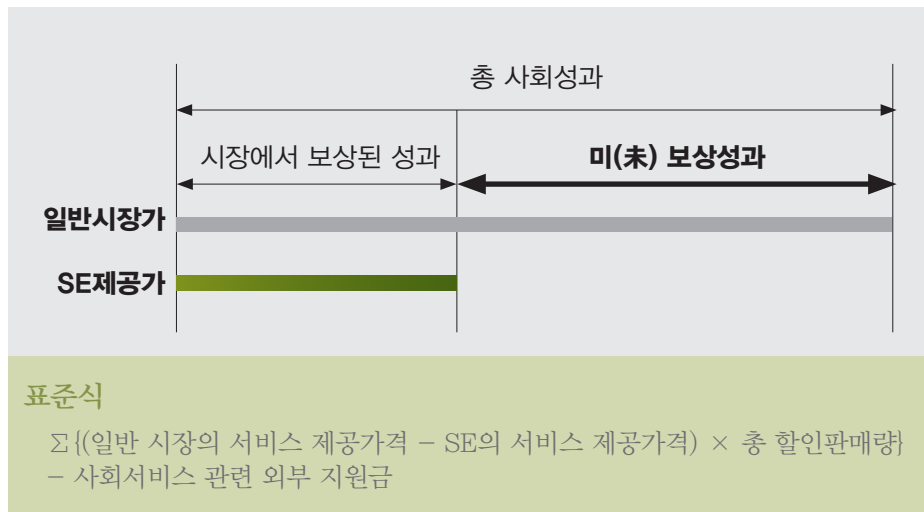 총 사회성과
시장에서 보상된 성과
미(未) 보상성과
일반시장가
SE제공가
표준식
Σ{(일반 시장의 서비스 제공가격 − SE의 서비스 제공가격) × 총 할인판매량}
− 사회서비스 관련 외부 지원금